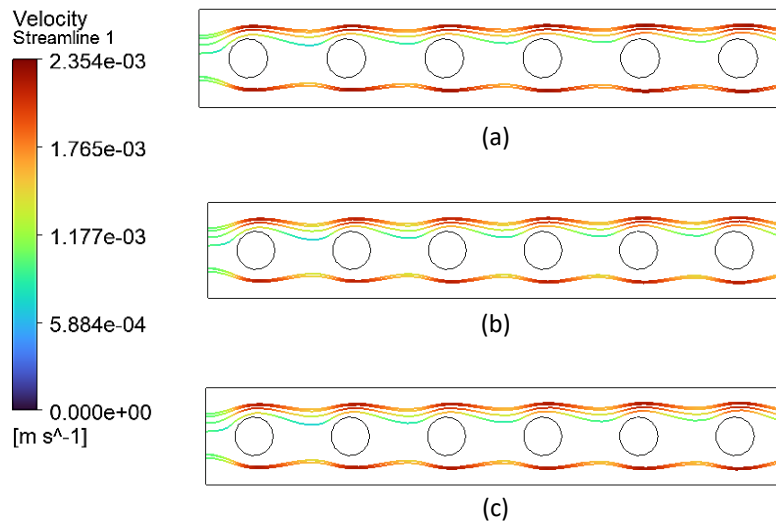 Velocity
Streamline 1
2.354e-03
1.765e-03
1.177e-03
5.884e-04
0.000e+00
[m s^-1]
(a)
(b)
(c)